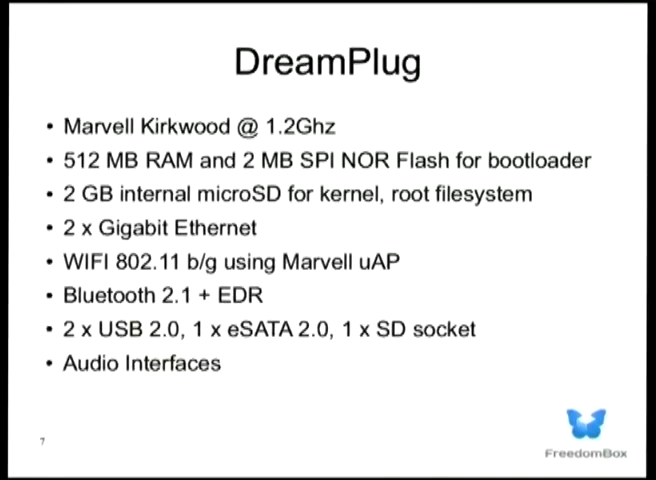 DreamPlug
• Marvell Kirkwood @ 1.2Ghz
• 512 MB RAM and 2 MB SPI NOR Flash for bootloader
• 2 GB internal microSD for kernel, root filesystem
• 2 x Gigabit Ethernet
• WIFI 802.11 b/g using Marvell uAP
• Bluetooth 2.1 + EDR
• 2 x USB 2.0, 1 x eSATA 2.0, 1 x SD socket
• Audio Interfaces
7
FreedomBox